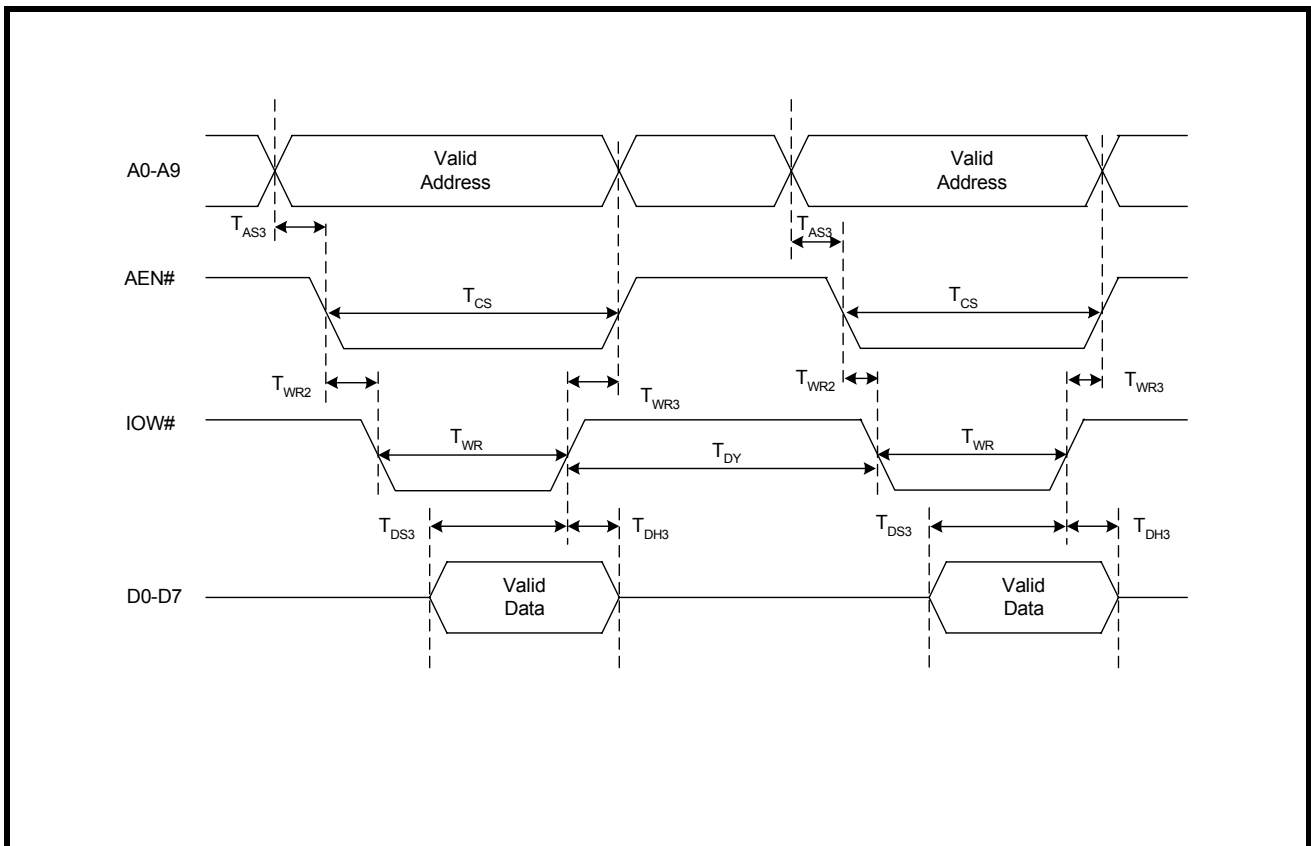 A0-A9
Valid
Address
Valid
Address
TAS3
TAS3
AEN#
TCS
TCS
TWR2
TWR3
TWR2
TWR3
IOW#
TWR
TDY
TWR
TDS3
TDH3
TDS3
TDH3
D0-D7
Valid
Data
Valid
Data